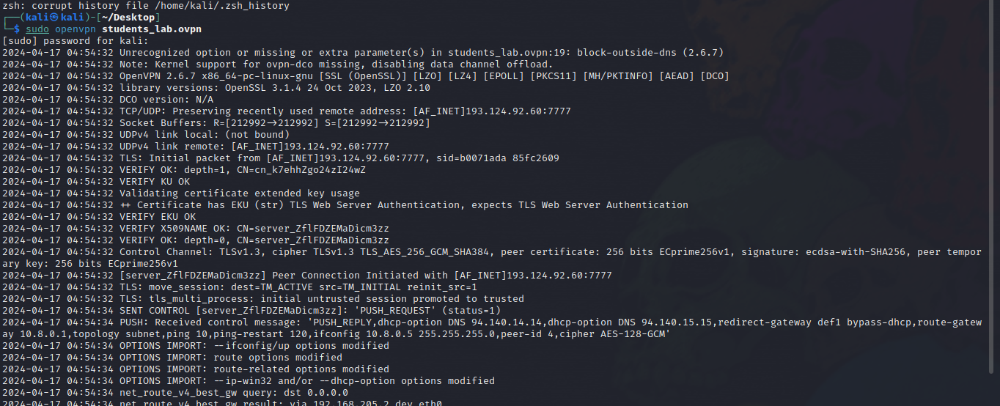 zsh: corrupt history file /home/kali/.zsh_history
┌──(kali㉿kali)-[~/Desktop]
└─$ sudo openvpn students_lab.ovpn
[sudo] password for kali:
2024-04-17 04:54:32 Unrecognized option or missing or extra parameter(s) in students_lab.ovpn:19: block-outside-dns (2.6.7)
2024-04-17 04:54:32 Note: Kernel support for ovpn-dco missing, disabling data channel offload.
2024-04-17 04:54:32 OpenVPN 2.6.7 x86_64-pc-linux-gnu [SSL (OpenSSL)] [LZO] [LZ4] [EPOLL] [PKCS11] [MH/PKTINFO] [AEAD] [DCO]
2024-04-17 04:54:32 library versions: OpenSSL 3.1.4 24 Oct 2023, LZO 2.10
2024-04-17 04:54:32 DCO version: N/A
2024-04-17 04:54:32 TCP/UDP: Preserving recently used remote address: [AF_INET]193.124.92.60:7777
2024-04-17 04:54:32 Socket Buffers: R=[212992->212992] S=[212992->212992]
2024-04-17 04:54:32 UDPv4 link local: (not bound)
2024-04-17 04:54:32 UDPv4 link remote: [AF_INET]193.124.92.60:7777
2024-04-17 04:54:32 TLS: Initial packet from [AF_INET]193.124.92.60:7777, sid=b0071ada 85fc2609
2024-04-17 04:54:32 VERIFY OK: depth=1, CN=cn_k7ehhZgo24zI24wZ
2024-04-17 04:54:32 VERIFY KU OK
2024-04-17 04:54:32 Validating certificate extended key usage
2024-04-17 04:54:32 ++ Certificate has EKU (str) TLS Web Server Authentication, expects TLS Web Server Authentication
2024-04-17 04:54:32 VERIFY EKU OK
2024-04-17 04:54:32 VERIFY X509NAME OK: CN=server_ZflFDZEMaDicm3zz
2024-04-17 04:54:32 VERIFY OK: depth=0, CN=server_ZflFDZEMaDicm3zz
2024-04-17 04:54:32 Control Channel: TLSv1.3, cipher TLSv1.3 TLS_AES_256_GCM_SHA384, peer certificate: 256 bits ECprime256v1, signature: ecdsa-with-SHA256, peer tempor
ary key: 256 bits ECprime256v1
2024-04-17 04:54:32 [server_ZflFDZEMaDicm3zz] Peer Connection Initiated with [AF_INET]193.124.92.60:7777
2024-04-17 04:54:32 TLS: move_session: dest=TM_ACTIVE src=TM_INITIAL reinit_src=1
2024-04-17 04:54:32 TLS: tls_multi_process: initial untrusted session promoted to trusted
2024-04-17 04:54:34 SENT CONTROL [server_ZflFDZEMaDicm3zz]: 'PUSH_REQUEST' (status=1)
2024-04-17 04:54:34 PUSH: Received control message: 'PUSH_REPLY,dhcp-option DNS 94.140.14.14,dhcp-option DNS 94.140.15.15,redirect-gateway def1 bypass-dhcp,route-gatew
ay 10.8.0.1,topology subnet,ping 10,ping-restart 120,ifconfig 10.8.0.5 255.255.255.0,peer-id 4,cipher AES-128-GCM'
2024-04-17 04:54:34 OPTIONS IMPORT: --ifconfig/up options modified
2024-04-17 04:54:34 OPTIONS IMPORT: route options modified
2024-04-17 04:54:34 OPTIONS IMPORT: route-related options modified
2024-04-17 04:54:34 OPTIONS IMPORT: --ip-win32 and/or --dhcp-option options modified
2024-04-17 04:54:34 net_route_v4_best_gw query: dst 0.0.0.0
2024-04-17 04:54:34 net_route_v4_best_gw result: via 192.168.205.2 dev eth0